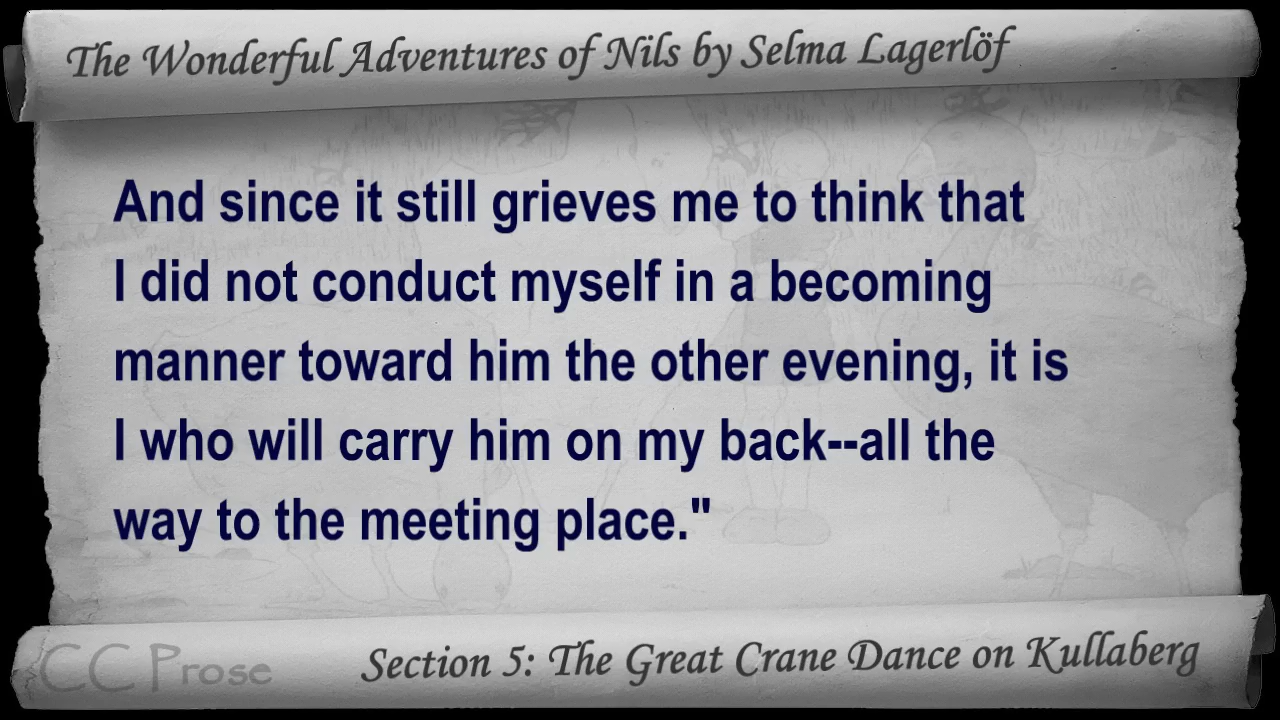 The Wonderful Adventures of Nils by Selma Lagerlöf
And since it still grieves me to think that
I did not conduct myself in a becoming
manner toward him the other evening, it is
I who will carry him on my back--all the
way to the meeting place."
CC Prose
Section 5: The Great Crane Dance on Kullaberg